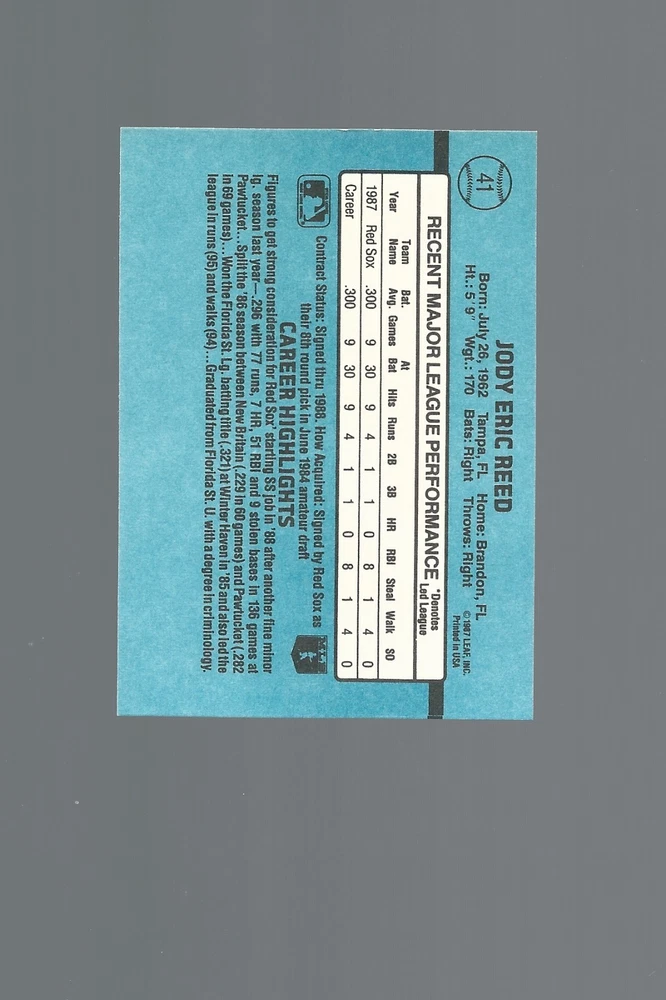 41
JODY ERIC REED
Born: July 26, 1962 Tampa, FL Home: Brandon, FL
Ht.: 5' 9" Wgt.: 170 Bats: Right Throws: Right
© 1987 LEAF, INC.
Printed in USA
RECENT MAJOR LEAGUE PERFORMANCE *Denotes Led League
Year Team Name Bat. Avg. Games At Bat Hits Runs 2B 3B HR RBI Steal Walk SO
1987 Red Sox .300 9 30 9 4 1 1 0 8 1 4 0
Career .300 9 30 9 4 1 1 0 8 1 4 0
Contract Status: Signed thru 1988. How Acquired: Signed by Red Sox as
their 8th round pick in June 1984 amateur draft
CAREER HIGHLIGHTS
Figures to get strong consideration for Red Sox' starting SS job in '88 after another fine minor
lg. season last year—.296 with 77 runs, 7 HR, 51 RBI and 9 stolen bases in 136 games at
Pawtucket...Split the '86 season between New Britain (.229 in 60 games) and Pawtucket (.282
in 69 games)...Won the Florida St. Lg. batting title (.321) at Winter Haven in '85 and also led the
league in runs (95) and walks (94)...Graduated from Florida St. U. with a degree in criminology.